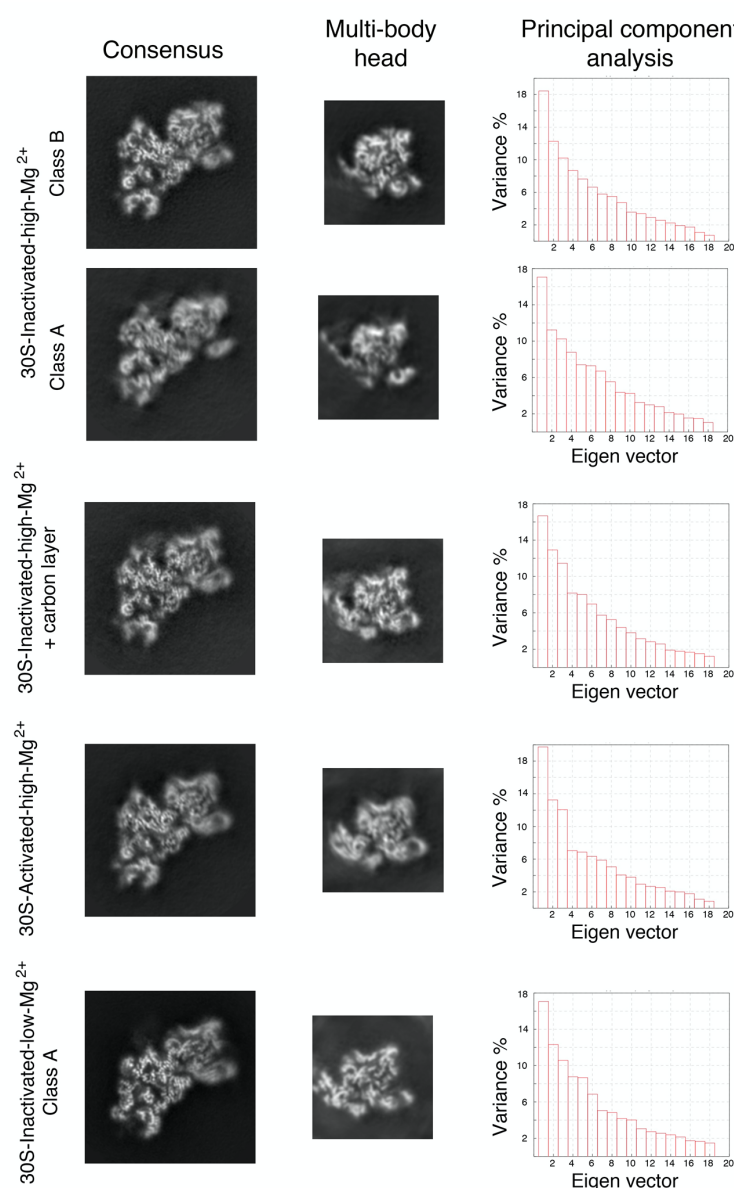 Consensus
Multi-body
head
Principal componen
analysis
30S-Inactivated-high-Mg2+
Class B
Variance %
18
14
10
6
2
2 4 6 8 10 12 14 16 18 20
Class A
Variance %
18
14
10
6
2
2 4 6 8 10 12 14 16 18 20
Eigen vector
30S-Inactivated-high-Mg2+
+ carbon layer
Variance %
18
14
10
6
2
2 4 6 8 10 12 14 16 18 20
Eigen vector
30S-Activated-high-Mg2+
Variance %
18
14
10
6
2
2 4 6 8 10 12 14 16 18 20
Eigen vector
30S-Inactivated-low-Mg2+
Class A
Variance %
18
14
10
6
2
2 4 6 8 10 12 14 16 18 20
Eigen vector